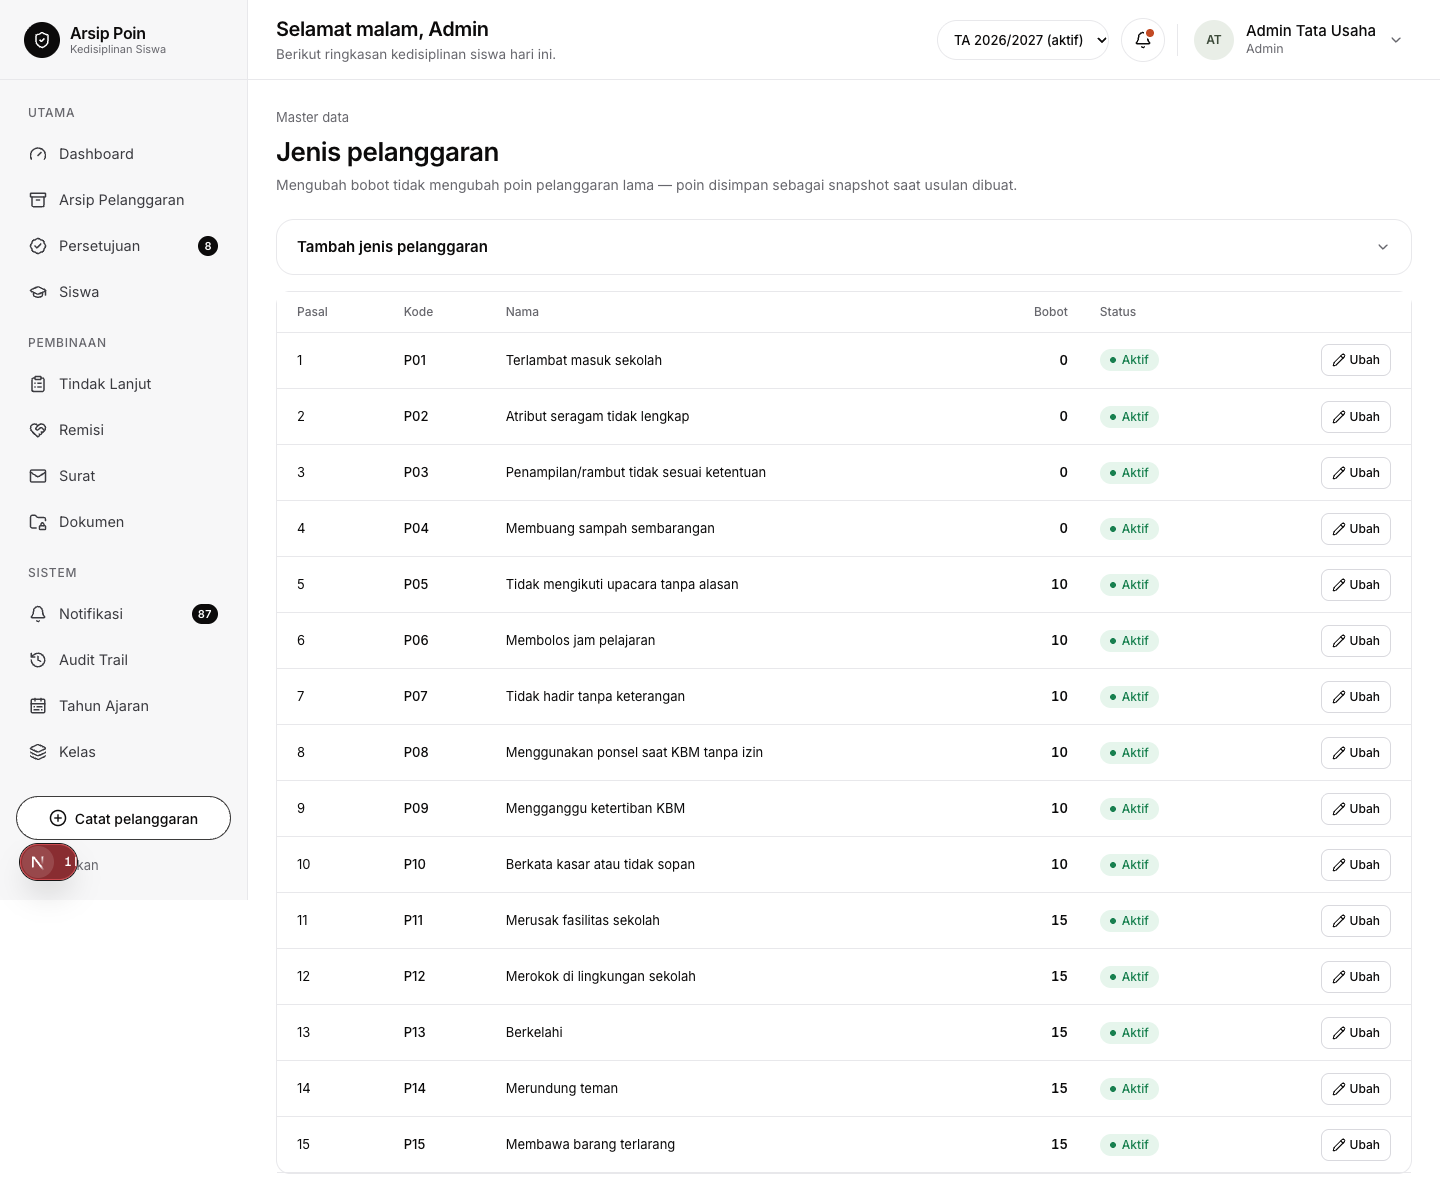 Arsip Poin
Kedisiplinan Siswa
Selamat malam, Admin
Berikut ringkasan kedisiplinan siswa hari ini.
TA 2026/2027 (aktif)
AT
Admin Tata Usaha
Admin
UTAMA
Dashboard
Arsip Pelanggaran
Persetujuan 8
Siswa
PEMBINAAN
Tindak Lanjut
Remisi
Surat
Dokumen
SISTEM
Notifikasi 87
Audit Trail
Tahun Ajaran
Kelas
Catat pelanggaran
N 1 kan
Master data
Jenis pelanggaran
Mengubah bobot tidak mengubah poin pelanggaran lama — poin disimpan sebagai snapshot saat usulan dibuat.
Tambah jenis pelanggaran
Pasal Kode Nama Bobot Status
1 P01 Terlambat masuk sekolah 0 Aktif Ubah
2 P02 Atribut seragam tidak lengkap 0 Aktif Ubah
3 P03 Penampilan/rambut tidak sesuai ketentuan 0 Aktif Ubah
4 P04 Membuang sampah sembarangan 0 Aktif Ubah
5 P05 Tidak mengikuti upacara tanpa alasan 10 Aktif Ubah
6 P06 Membolos jam pelajaran 10 Aktif Ubah
7 P07 Tidak hadir tanpa keterangan 10 Aktif Ubah
8 P08 Menggunakan ponsel saat KBM tanpa izin 10 Aktif Ubah
9 P09 Mengganggu ketertiban KBM 10 Aktif Ubah
10 P10 Berkata kasar atau tidak sopan 10 Aktif Ubah
11 P11 Merusak fasilitas sekolah 15 Aktif Ubah
12 P12 Merokok di lingkungan sekolah 15 Aktif Ubah
13 P13 Berkelahi 15 Aktif Ubah
14 P14 Merundung teman 15 Aktif Ubah
15 P15 Membawa barang terlarang 15 Aktif Ubah